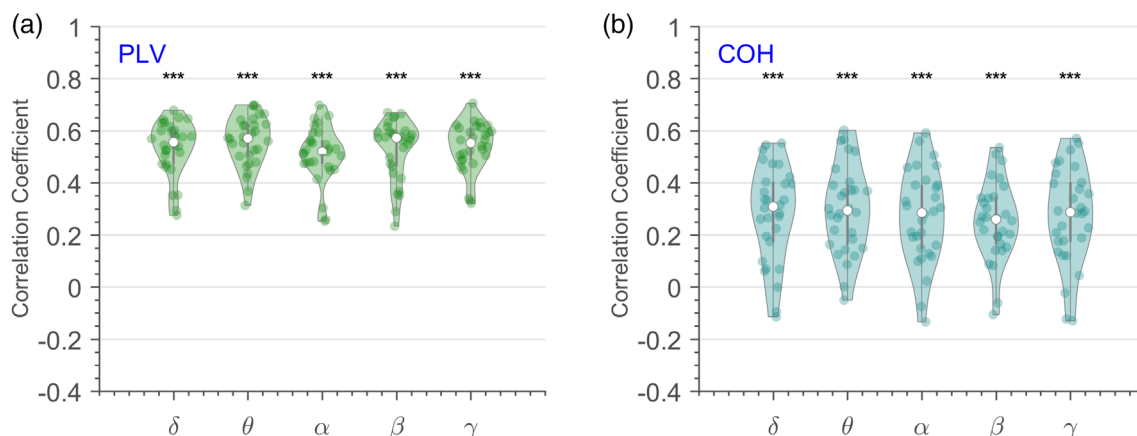 (a)
PLV
*** *** *** *** ***
Correlation Coefficient
1
0.8
0.6
0.4
0.2
0
-0.2
-0.4
δ θ α β γ
(b)
COH
*** *** *** *** ***
Correlation Coefficient
1
0.8
0.6
0.4
0.2
0
-0.2
-0.4
δ θ α β γ